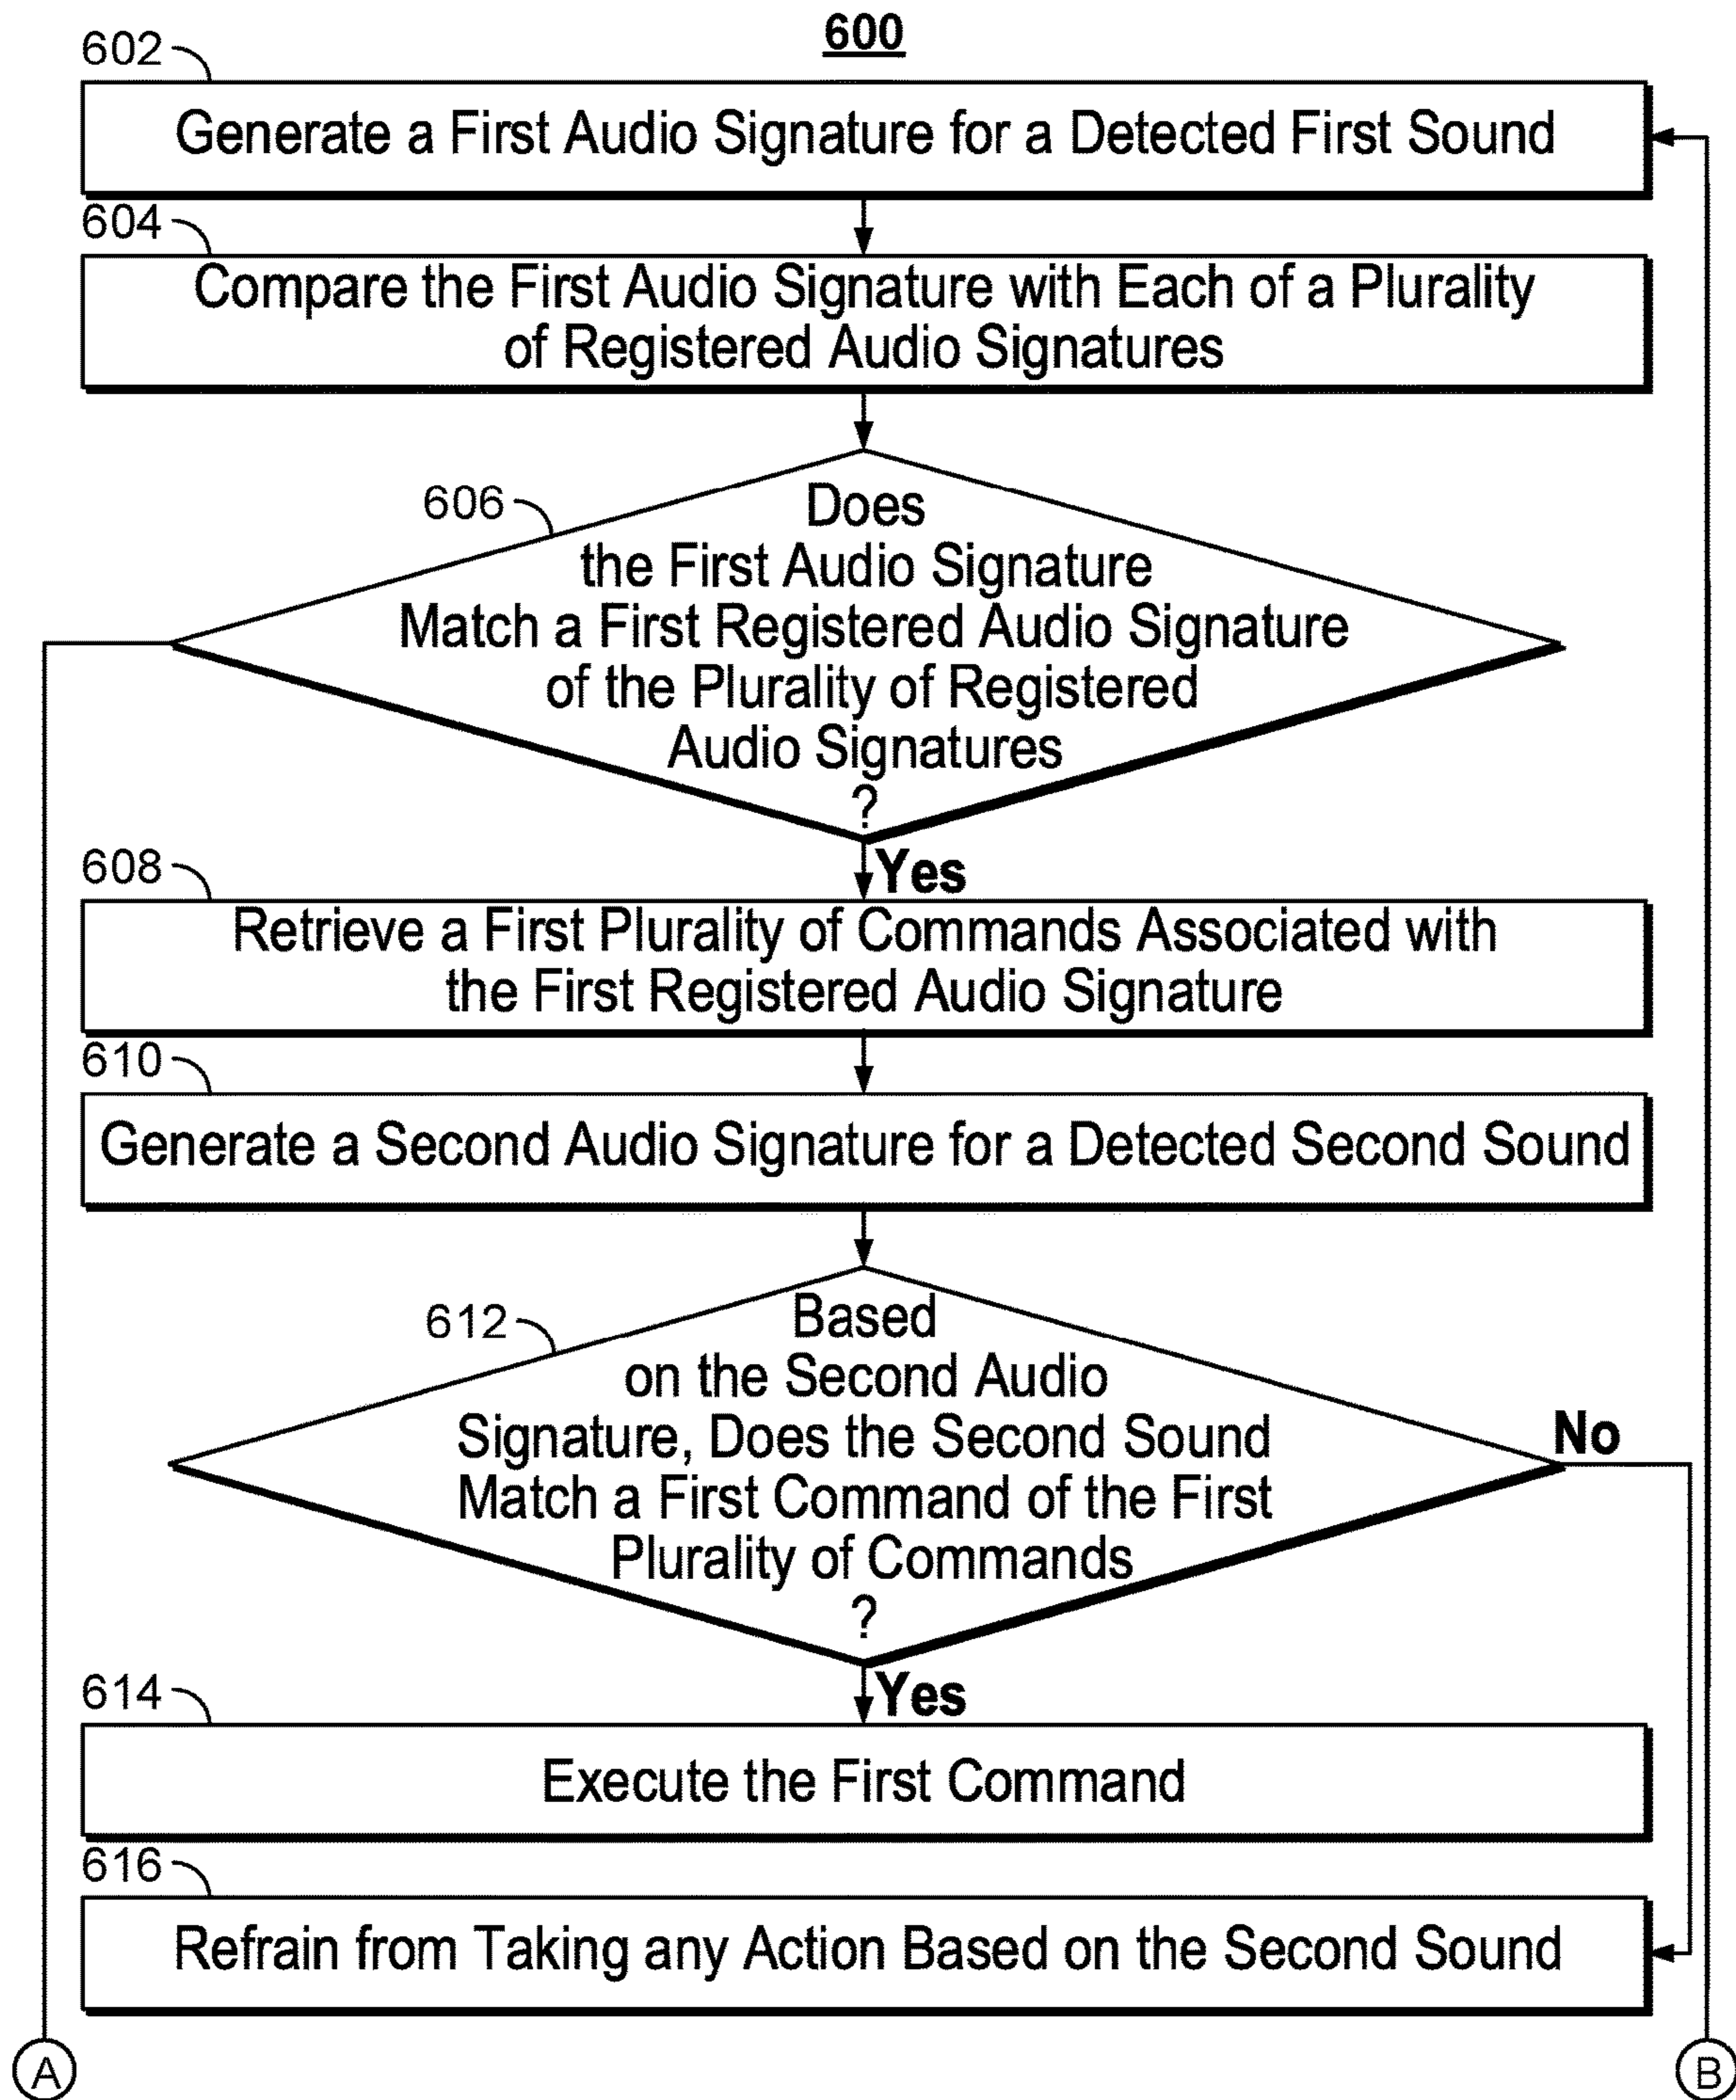 600
602
Generate a First Audio Signature for a Detected First Sound
604
Compare the First Audio Signature with Each of a Plurality
of Registered Audio Signatures
606
Does
the First Audio Signature
Match a First Registered Audio Signature
of the Plurality of Registered
Audio Signatures
?
Yes
608
Retrieve a First Plurality of Commands Associated with
the First Registered Audio Signature
610
Generate a Second Audio Signature for a Detected Second Sound
612
Based
on the Second Audio
Signature, Does the Second Sound
Match a First Command of the First
Plurality of Commands
?
No
Yes
614
Execute the First Command
616
Refrain from Taking any Action Based on the Second Sound
A
B